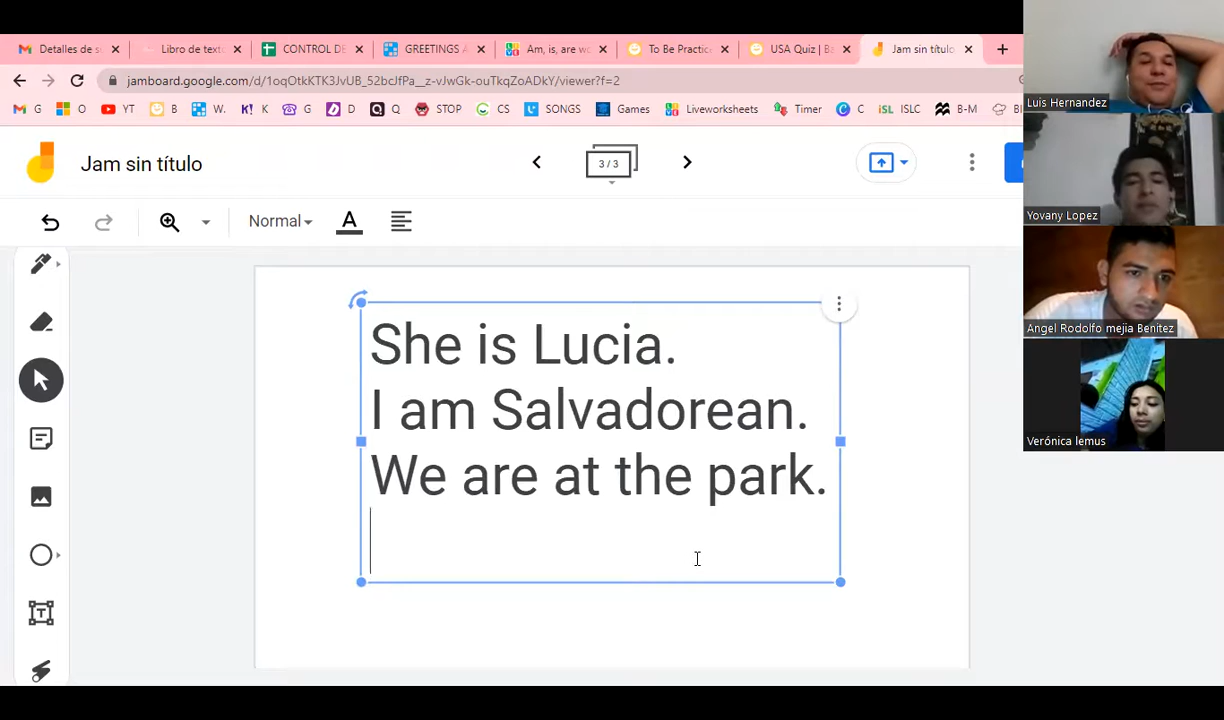 Detalles de s
Libro de text
CONTROL DE
GREETINGS A
Am, is, are w
To Be Practic
USA Quiz | Ba
Jam sin título
jamboard.google.com/d/1oqOtkKTK3JvUB_52bcJfPa__z-vJwGk-ouTkqZoADkY/viewer?f=2
G
O
YT
B
W.
K
G
D
Q
STOP
CS
SONGS
Games
Liveworksheets
Timer
C
iSL ISLC
B-M
Jam sin título
3 / 3
Normal
She is Lucia.
I am Salvadorean.
We are at the park.
Luis Hernandez
Yovany Lopez
Angel Rodolfo mejia Benitez
Verónica lemus